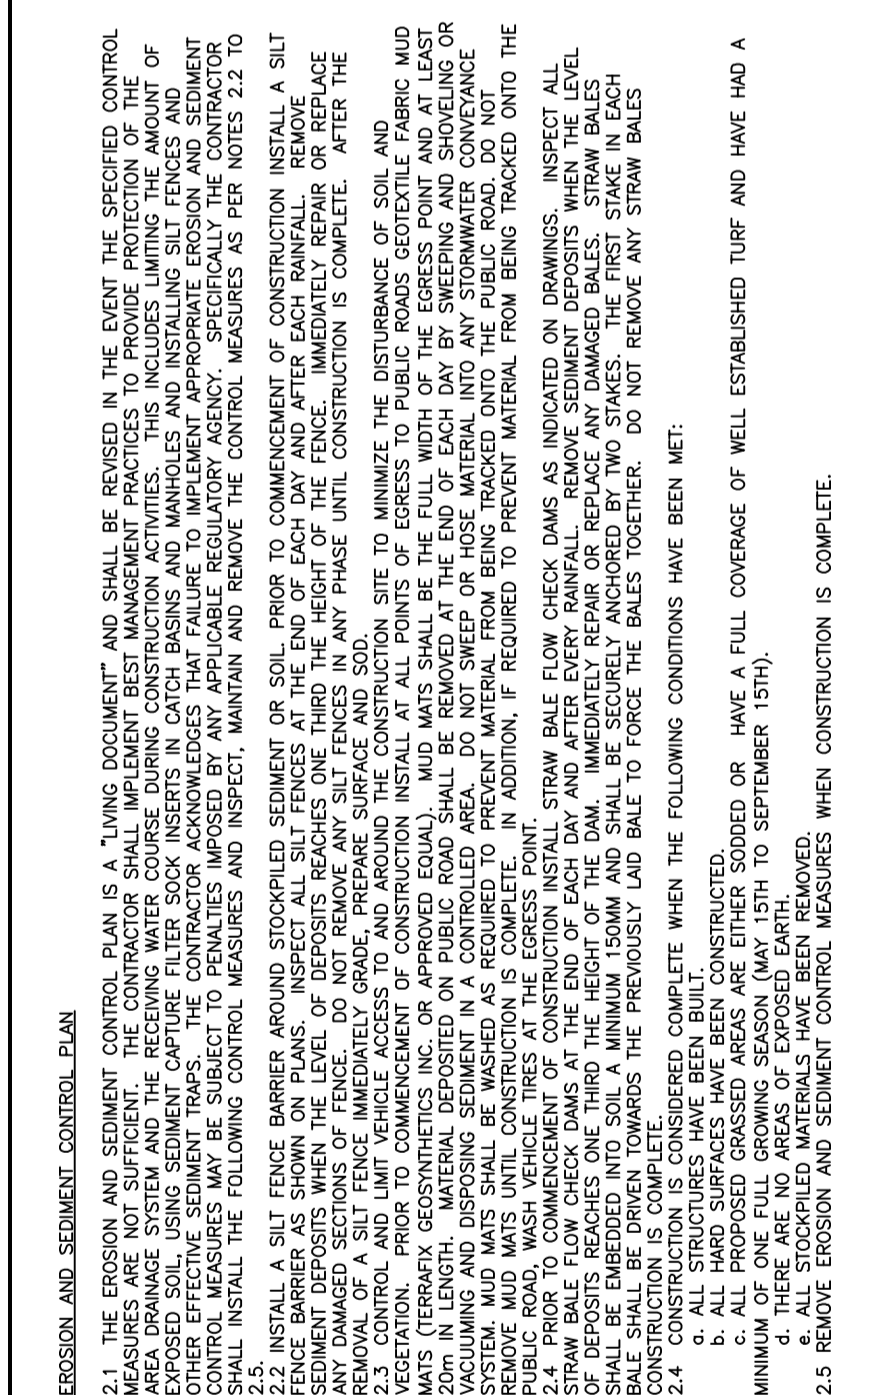 EROSION AND SEDIMENT CONTROL PLAN
2.1 THE EROSION AND SEDIMENT CONTROL PLAN IS A "LIVING DOCUMENT" AND SHALL BE REVISED IN THE EVENT THE SPECIFIED CONTROL
MEASURES ARE NOT SUFFICIENT. THE CONTRACTOR SHALL IMPLEMENT BEST MANAGEMENT PRACTICES TO PROVIDE PROTECTION OF THE
AREA DRAINAGE SYSTEM AND THE RECEIVING WATER COURSE DURING CONSTRUCTION ACTIVITIES. THIS INCLUDES LIMITING THE AMOUNT OF
EXPOSED SOIL, USING SEDIMENT CAPTURE FILTER SOCK INSERTS IN CATCH BASINS AND MANHOLES AND INSTALLING SILT FENCES AND
OTHER EFFECTIVE SEDIMENT TRAPS. THE CONTRACTOR ACKNOWLEDGES THAT FAILURE TO IMPLEMENT APPROPRIATE EROSION AND SEDIMENT
CONTROL MEASURES MAY BE SUBJECT TO PENALTIES IMPOSED BY ANY APPLICABLE REGULATORY AGENCY. SPECIFICALLY THE CONTRACTOR
SHALL INSTALL THE FOLLOWING CONTROL MEASURES AND INSPECT, MAINTAIN AND REMOVE THE CONTROL MEASURES AS PER NOTES 2.2 TO
2.5.
2.2 INSTALL A SILT FENCE BARRIER AROUND STOCKPILED SEDIMENT OR SOIL. PRIOR TO COMMENCEMENT OF CONSTRUCTION INSTALL A SILT
FENCE BARRIER AS SHOWN ON PLANS. INSPECT ALL SILT FENCES AT THE END OF EACH DAY AND AFTER EACH RAINFALL. REMOVE
SEDIMENT DEPOSITS WHEN THE LEVEL OF DEPOSITS REACHES ONE THIRD THE HEIGHT OF THE FENCE. IMMEDIATELY REPAIR OR REPLACE
ANY DAMAGED SECTIONS OF FENCE. DO NOT REMOVE ANY SILT FENCES IN ANY PHASE UNTIL CONSTRUCTION IS COMPLETE. AFTER THE
REMOVAL OF A SILT FENCE IMMEDIATELY GRADE, PREPARE SURFACE AND SOD.
2.3 CONTROL AND LIMIT VEHICLE ACCESS TO AND AROUND THE CONSTRUCTION SITE TO MINIMIZE THE DISTURBANCE OF SOIL AND
VEGETATION. PRIOR TO COMMENCEMENT OF CONSTRUCTION INSTALL AT ALL POINTS OF EGRESS TO PUBLIC ROADS GEOTEXTILE FABRIC MUD
MATS (TERRAFIX GEOSYNTHETICS INC. OR APPROVED EQUAL). MUD MATS SHALL BE THE FULL WIDTH OF THE EGRESS POINT AND AT LEAST
20m IN LENGTH. MATERIAL DEPOSITED ON PUBLIC ROAD SHALL BE REMOVED AT THE END OF EACH DAY BY SWEEPING AND SHOVELING OR
VACUUMING AND DISPOSING SEDIMENT IN A CONTROLLED AREA. DO NOT SWEEP OR HOSE MATERIAL INTO ANY STORMWATER CONVEYANCE
SYSTEM. MUD MATS SHALL BE WASHED AS REQUIRED TO PREVENT MATERIAL FROM BEING TRACKED ONTO THE PUBLIC ROAD. DO NOT
REMOVE MUD MATS UNTIL CONSTRUCTION IS COMPLETE. IN ADDITION, IF REQUIRED TO PREVENT MATERIAL FROM BEING TRACKED ONTO THE
PUBLIC ROAD, WASH VEHICLE TIRES AT THE EGRESS POINT.
2.4 PRIOR TO COMMENCEMENT OF CONSTRUCTION INSTALL STRAW BALE FLOW CHECK DAMS AS INDICATED ON DRAWINGS. INSPECT ALL
STRAW BALE FLOW CHECK DAMS AT THE END OF EACH DAY AND AFTER EVERY RAINFALL. REMOVE SEDIMENT DEPOSITS WHEN THE LEVEL
OF DEPOSITS REACHES ONE THIRD THE HEIGHT OF THE DAM. IMMEDIATELY REPAIR OR REPLACE ANY DAMAGED BALES. STRAW BALES
SHALL BE EMBEDDED INTO SOIL A MINIMUM 150MM AND SHALL BE SECURELY ANCHORED BY TWO STAKES. THE FIRST STAKE IN EACH
BALE SHALL BE DRIVEN TOWARDS THE PREVIOUSLY LAID BALE TO FORCE THE BALES TOGETHER. DO NOT REMOVE ANY STRAW BALES
CONSTRUCTION IS COMPLETE.
2.4 CONSTRUCTION IS CONSIDERED COMPLETE WHEN THE FOLLOWING CONDITIONS HAVE BEEN MET:
a. ALL STRUCTURES HAVE BEEN BUILT.
b. ALL HARD SURFACES HAVE BEEN CONSTRUCTED.
c. ALL PROPOSED GRASSED AREAS ARE EITHER SODDED OR HAVE A FULL COVERAGE OF WELL ESTABLISHED TURF AND HAVE HAD A
MINIMUM OF ONE FULL GROWING SEASON (MAY 15TH TO SEPTEMBER 15TH).
d. THERE ARE NO AREAS OF EXPOSED EARTH.
e. ALL STOCKPILED MATERIALS HAVE BEEN REMOVED.
2.5 REMOVE EROSION AND SEDIMENT CONTROL MEASURES WHEN CONSTRUCTION IS COMPLETE.